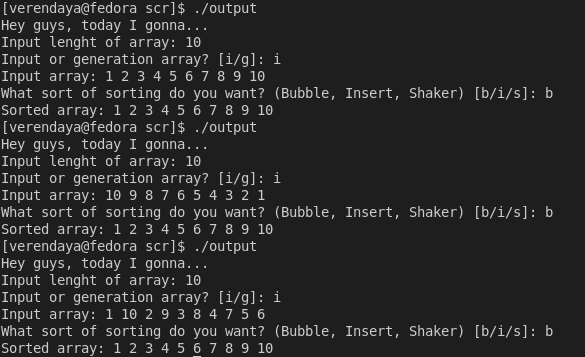 [verendaya@fedora scr]$ ./output
Hey guys, today I gonna...
Input lenght of array: 10
Input or generation array? [i/g]: i
Input array: 1 2 3 4 5 6 7 8 9 10
What sort of sorting do you want? (Bubble, Insert, Shaker) [b/i/s]: b
Sorted array: 1 2 3 4 5 6 7 8 9 10
[verendaya@fedora scr]$ ./output
Hey guys, today I gonna...
Input lenght of array: 10
Input or generation array? [i/g]: i
Input array: 10 9 8 7 6 5 4 3 2 1
What sort of sorting do you want? (Bubble, Insert, Shaker) [b/i/s]: b
Sorted array: 1 2 3 4 5 6 7 8 9 10
[verendaya@fedora scr]$ ./output
Hey guys, today I gonna...
Input lenght of array: 10
Input or generation array? [i/g]: i
Input array: 1 10 2 9 3 8 4 7 5 6
What sort of sorting do you want? (Bubble, Insert, Shaker) [b/i/s]: b
Sorted array: 1 2 3 4 5 6 7 8 9 10